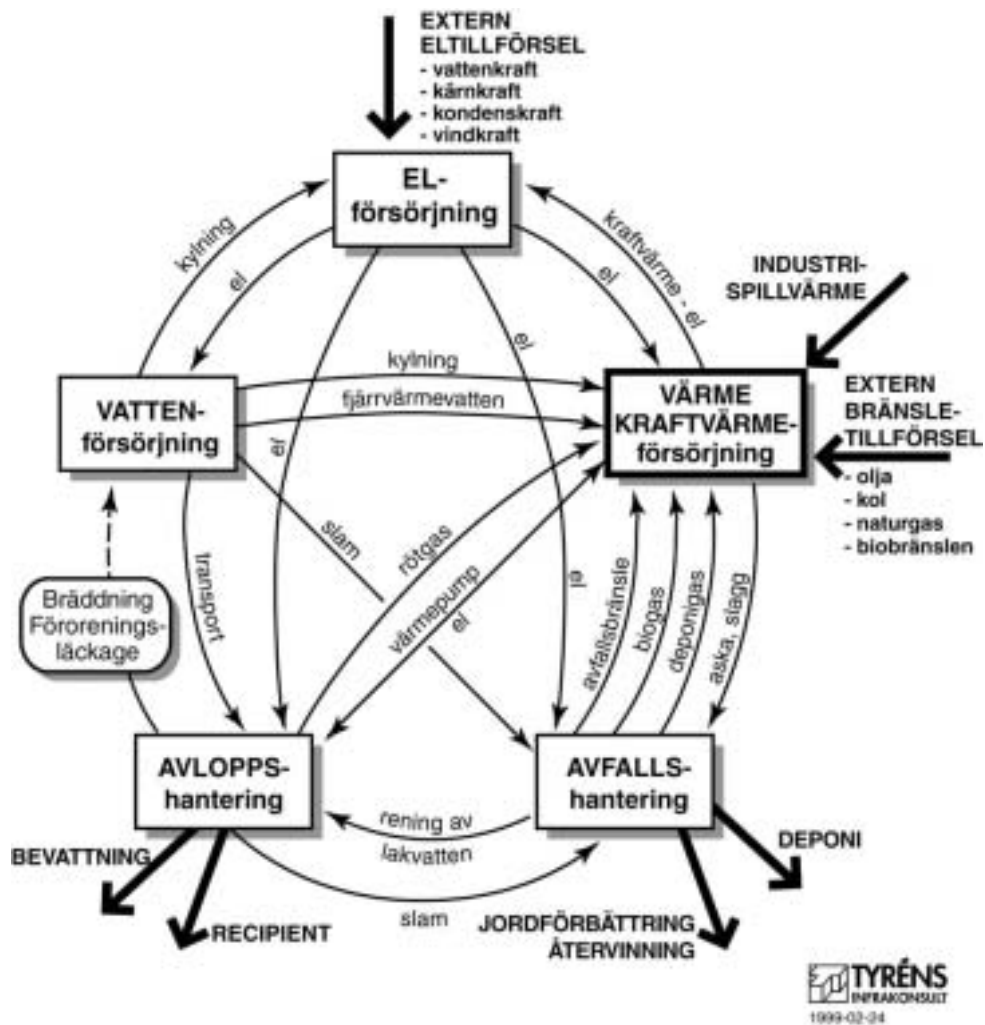 EXTERN
ELTILLFÖRSEL
- vattenkraft
- kärnkraft
- kondenskraft
- vindkraft
EL-
försörjning
kylning
el
kraftvärme - el
el
INDUSTRI-
SPILLVÄRME
el
kylning
fjärrvärmevatten
VATTEN-
försörjning
VÄRME
KRAFTVÄRME-
försörjning
EXTERN
BRÄNSLE-
TILLFÖRSEL
- olja
- kol
- naturgas
- biobränslen
el
slam
rötgas
värmepump
el
el
transport
Bräddning
Förorenings-
läckage
avfallsbränsle
biogas
deponigas
aska, slagg
AVLOPPS-
hantering
AVFALLS-
hantering
rening av
lakvatten
BEVATTNING
DEPONI
slam
RECIPIENT
JORDFÖRBÄTTRING
ÅTERVINNING
TYRÉNS
INFRAKONSULT
1999-02-24